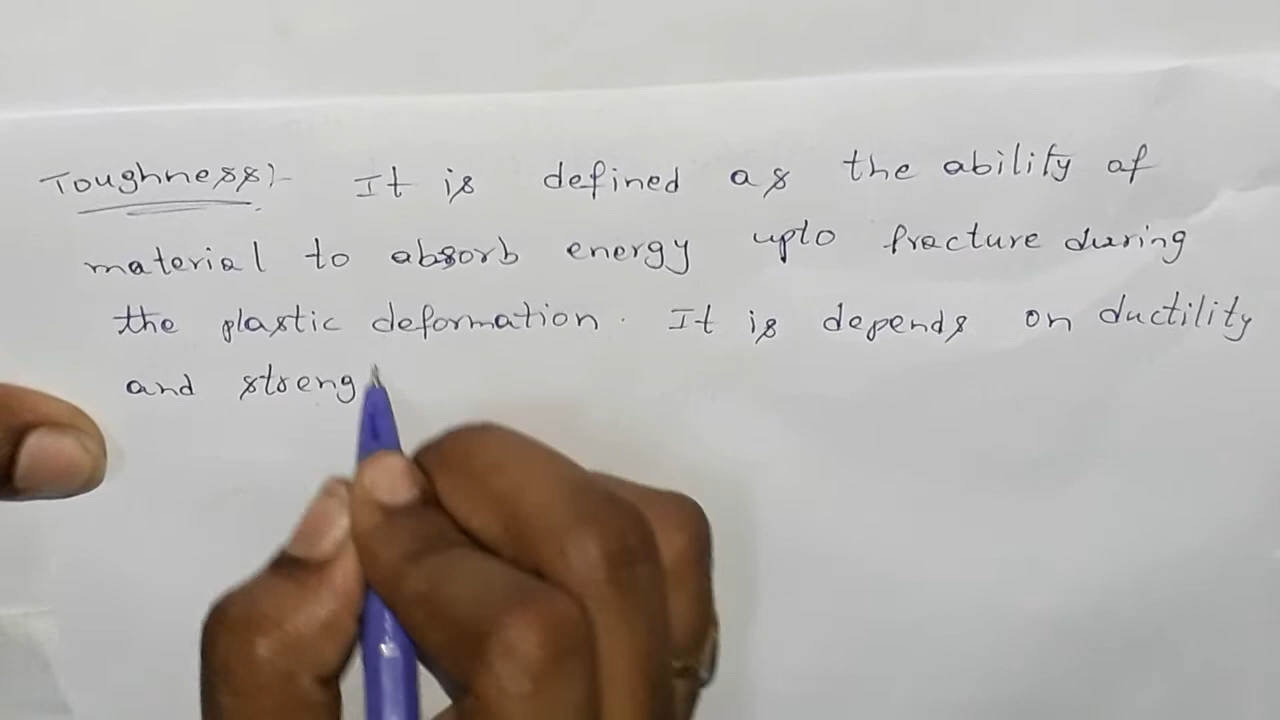 Toughness:- It is defined as the ability of
material to absorb energy upto fracture during
the plastic deformation. It is depends on ductility
and streng